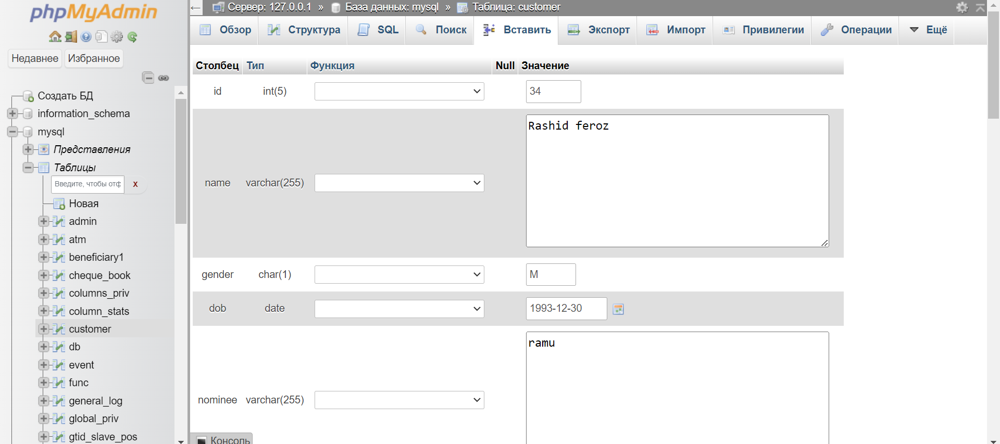 phpMyAdmin
Недавнее Избранное
Создать БД
information_schema
mysql
Представления
Таблицы
Введите, чтобы отф X
Новая
admin
atm
beneficiary1
cheque_book
columns_priv
column_stats
customer
db
event
func
general_log
global_priv
gtid_slave_pos
← Сервер: 127.0.0.1 » База данных: mysql » Таблица: customer
Обзор Структура SQL Поиск Вставить Экспорт Импорт Привилегии Операции Ещё
Столбец Тип Функция Null Значение
id int(5) 34
name varchar(255) Rashid feroz
gender char(1) M
dob date 1993-12-30
nominee varchar(255) ramu
Консоль